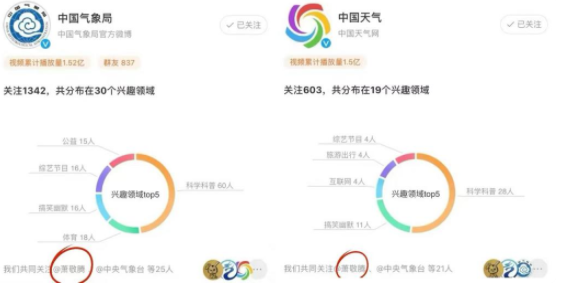 中国气象局
中国气象局官方微博
已关注
视频累计播放量1.52亿
群友 837
关注1342，共分布在30个兴趣领域
公益 15人
综艺节目 16人
搞笑幽默 16人
体育 18人
科学科普 60人
兴趣领域top5
我们共同关注@萧敬腾，@中央气象台 等25人
中国天气
中国天气网
已关注
视频累计播放量1.5亿
关注603，共分布在19个兴趣领域
综艺节目 4人
旅游出行 4人
互联网 4人
搞笑幽默 11人
科学科普 28人
兴趣领域top5
我们共同关注@萧敬腾，@中央气象台 等21人